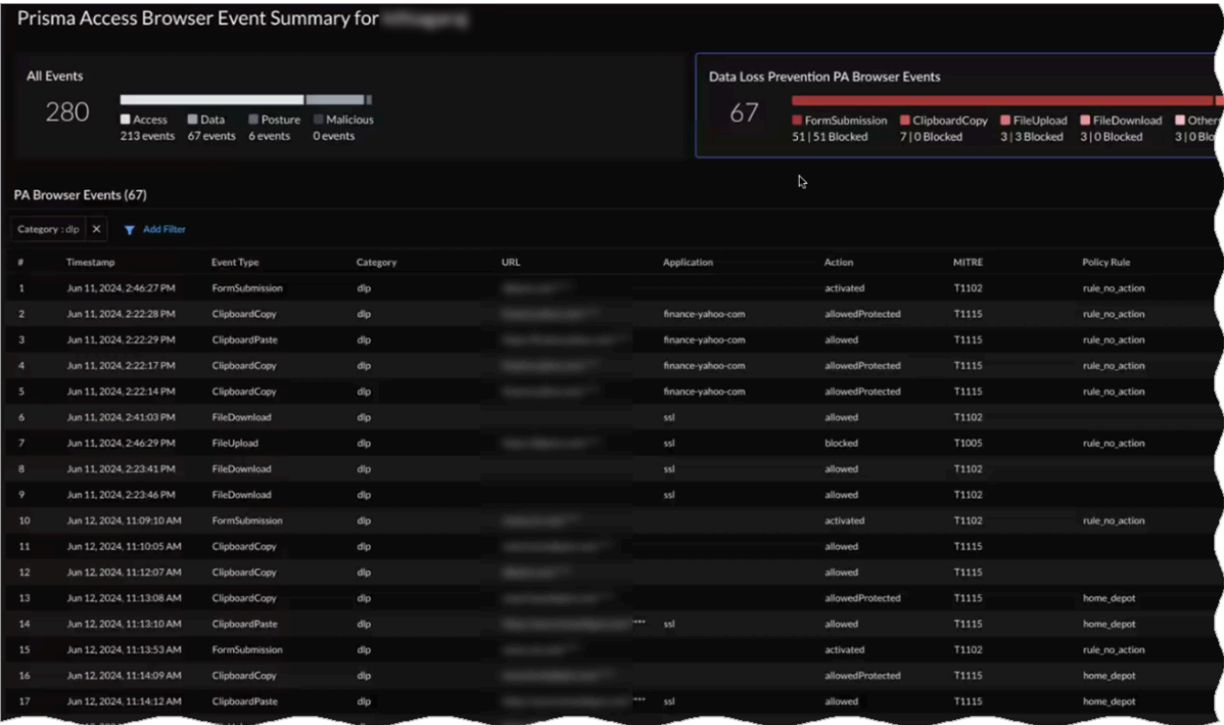 Prisma Access Browser Event Summary for
All Events
280
Access
213 events
Data
67 events
Posture
6 events
Malicious
0 events
Data Loss Prevention PA Browser Events
67
FormSubmission
51 | 51 Blocked
ClipboardCopy
7 | 0 Blocked
FileUpload
3 | 3 Blocked
FileDownload
3 | 0 Blocked
Other
3 | 0 Blo
PA Browser Events (67)
Category : dlp ✕ Add Filter
# Timestamp Event Type Category URL Application Action MITRE Policy Rule
1 Jun 11, 2024, 2:46:27 PM FormSubmission dlp activated T1102 rule_no_action
2 Jun 11, 2024, 2:22:28 PM ClipboardCopy dlp finance-yahoo-com allowedProtected T1115 rule_no_action
3 Jun 11, 2024, 2:22:29 PM ClipboardPaste dlp finance-yahoo-com allowed T1115 rule_no_action
4 Jun 11, 2024, 2:22:17 PM ClipboardCopy dlp finance-yahoo-com allowedProtected T1115 rule_no_action
5 Jun 11, 2024, 2:22:14 PM ClipboardCopy dlp finance-yahoo-com allowedProtected T1115 rule_no_action
6 Jun 11, 2024, 2:41:03 PM FileDownload dlp ssl allowed T1102
7 Jun 11, 2024, 2:46:29 PM FileUpload dlp ssl blocked T1005 rule_no_action
8 Jun 11, 2024, 2:23:41 PM FileDownload dlp ssl allowed T1102
9 Jun 11, 2024, 2:23:46 PM FileDownload dlp ssl allowed T1102
10 Jun 12, 2024, 11:09:10 AM FormSubmission dlp activated T1102 rule_no_action
11 Jun 12, 2024, 11:10:05 AM ClipboardCopy dlp allowed T1115
12 Jun 12, 2024, 11:12:07 AM ClipboardCopy dlp allowed T1115
13 Jun 12, 2024, 11:13:08 AM ClipboardCopy dlp allowedProtected T1115 home_depot
14 Jun 12, 2024, 11:13:10 AM ClipboardPaste dlp ssl allowed T1115 home_depot
15 Jun 12, 2024, 11:13:53 AM FormSubmission dlp activated T1102 rule_no_action
16 Jun 12, 2024, 11:14:09 AM ClipboardCopy dlp allowedProtected T1115 home_depot
17 Jun 12, 2024, 11:14:12 AM ClipboardPaste dlp ssl allowed T1115 home_depot